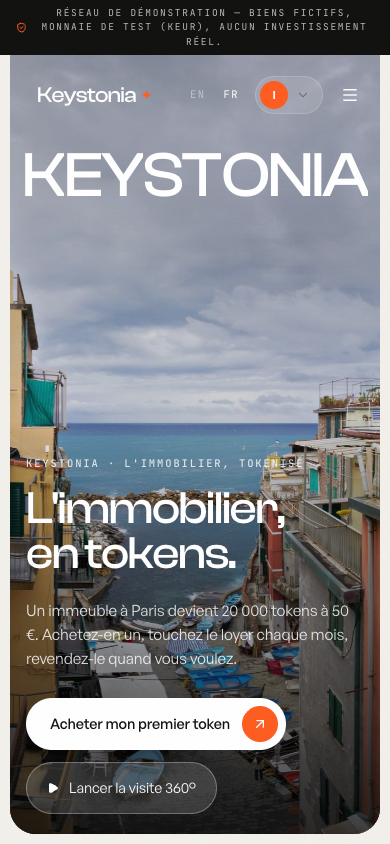 RÉSEAU DE DÉMONSTRATION — BIENS FICTIFS,
MONNAIE DE TEST (KEUR), AUCUN INVESTISSEMENT
RÉEL.
Keystonia
EN FR I
KEYSTONIA
KEYSTONIA · L'IMMOBILIER, TOKENISÉ
L'immobilier,
en tokens.
Un immeuble à Paris devient 20 000 tokens à 50
€. Achetez-en un, touchez le loyer chaque mois,
revendez-le quand vous voulez.
Acheter mon premier token
Lancer la visite 360°